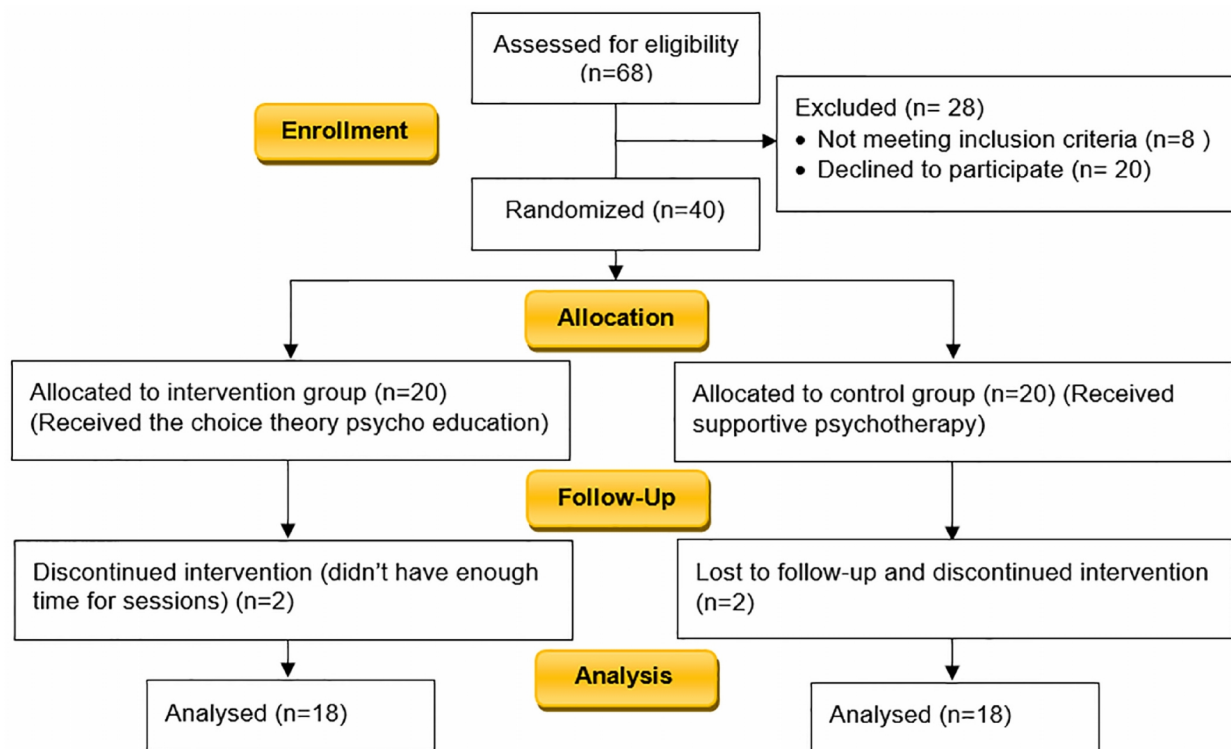 Assessed for eligibility
(n=68)
Enrollment
Excluded (n= 28)
• Not meeting inclusion criteria (n=8 )
• Declined to participate (n= 20)
Randomized (n=40)
Allocation
Allocated to intervention group (n=20)
(Received the choice theory psycho education)
Allocated to control group (n=20) (Received
supportive psychotherapy)
Follow-Up
Discontinued intervention (didn't have enough
time for sessions) (n=2)
Lost to follow-up and discontinued intervention
(n=2)
Analysis
Analysed (n=18)
Analysed (n=18)